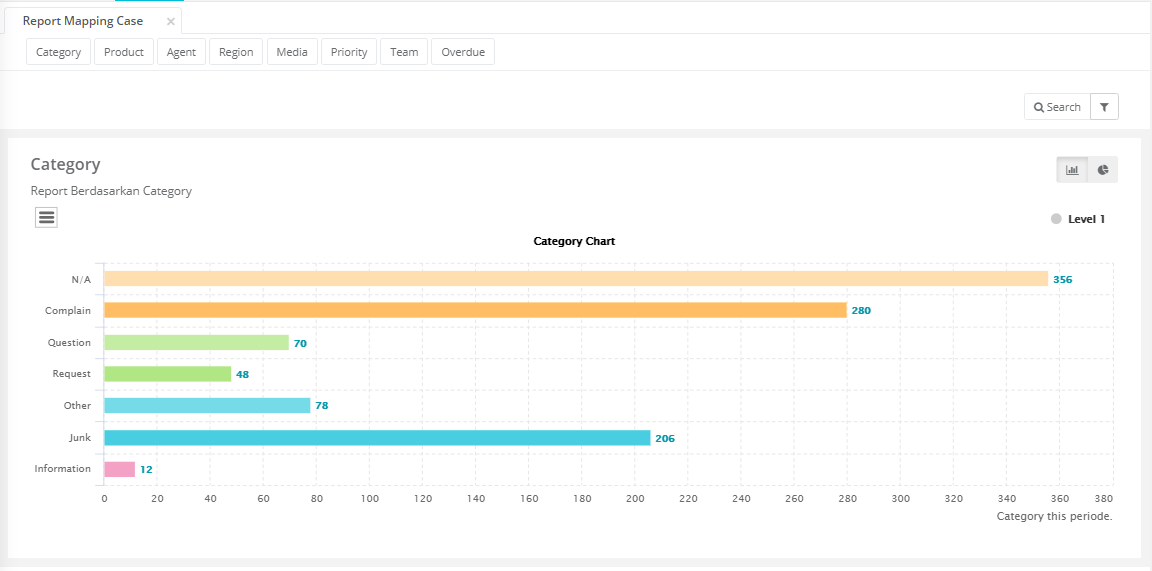 Report Mapping Case ×
Category Product Agent Region Media Priority Team Overdue
Search
Category
Report Berdasarkan Category
Level 1
Category Chart
N/A 356
Complain 280
Question 70
Request 48
Other 78
Junk 206
Information 12
0 20 40 60 80 100 120 140 160 180 200 220 240 260 280 300 320 340 360 380
Category this periode.